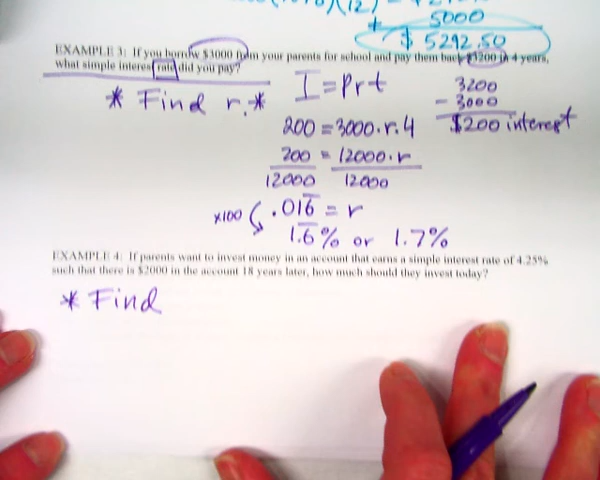 5000
+
$ 5292.50
EXAMPLE 3: If you borrow $3000 from your parents for school and pay them back $3200 in 4 years,
what simple interest rate did you pay?
* Find r. *
I = Prt
3200
- 3000
$200 interest
200 = 3000 · r · 4
200 = 12000 · r
12000 12000
x100 .016̅ = r
1.6̅% or 1.7%
EXAMPLE 4: If parents want to invest money in an account that earns a simple interest rate of 4.25%
such that there is $2000 in the account 18 years later, how much should they invest today?
* Find